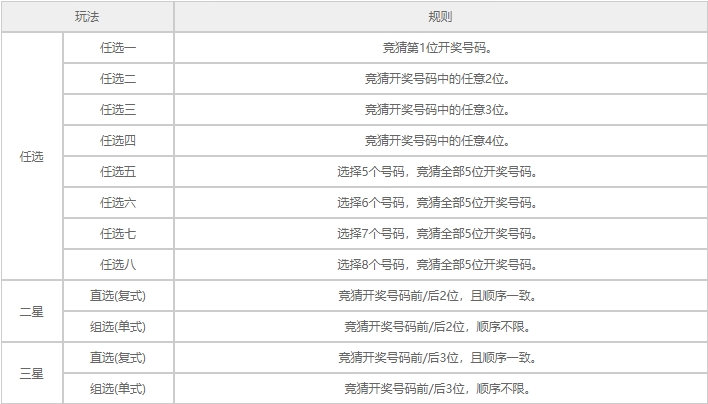 玩法 规则
任选 任选一 竞猜第1位开奖号码。
任选二 竞猜开奖号码中的任意2位。
任选三 竞猜开奖号码中的任意3位。
任选四 竞猜开奖号码中的任意4位。
任选五 选择5个号码，竞猜全部5位开奖号码。
任选六 选择6个号码，竞猜全部5位开奖号码。
任选七 选择7个号码，竞猜全部5位开奖号码。
任选八 选择8个号码，竞猜全部5位开奖号码。
二星 直选(复式) 竞猜开奖号码前/后2位，且顺序一致。
组选(单式) 竞猜开奖号码前/后2位，顺序不限。
三星 直选(复式) 竞猜开奖号码前/后3位，且顺序一致。
组选(单式) 竞猜开奖号码前/后3位，顺序不限。